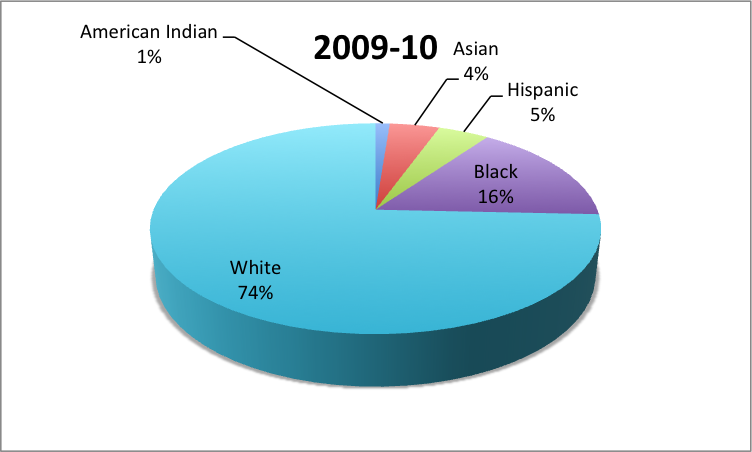 2009-10
American Indian
1%
Asian
4%
Hispanic
5%
Black
16%
White
74%